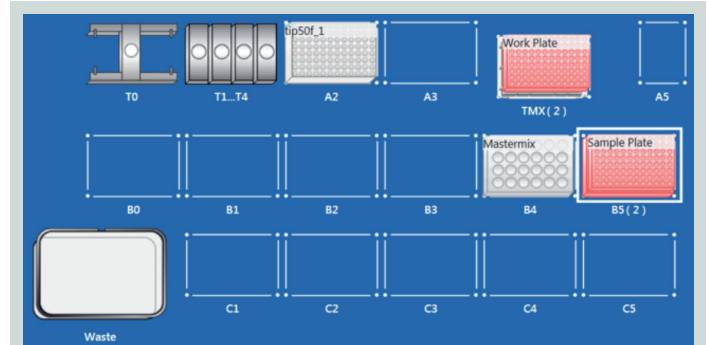 tip50f_1
Work Plate
T0
T1...T4
A2
A3
TMX ( 2 )
A5
Mastermix
Sample Plate
B0
B1
B2
B3
B4
B5 ( 2 )
C1
C2
C3
C4
C5
Waste